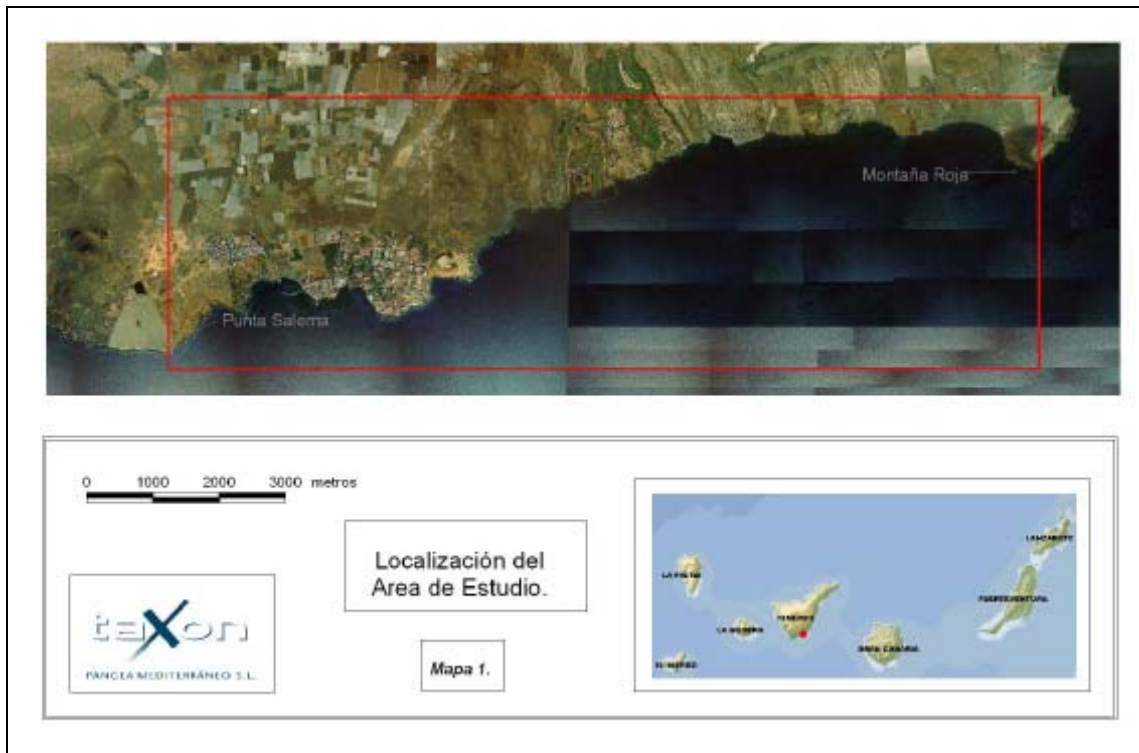 Montaña Roja
Punta Salema
0 1000 2000 3000 metros
Localización del
Area de Estudio.
taxon
PANGEA MEDITERRÁNEO S.L.
Mapa 1.
LANZAROTE
LA PALMA
FUERTEVENTURA
TENERIFE
LA GOMERA
GRAN CANARIA
EL HIERRO